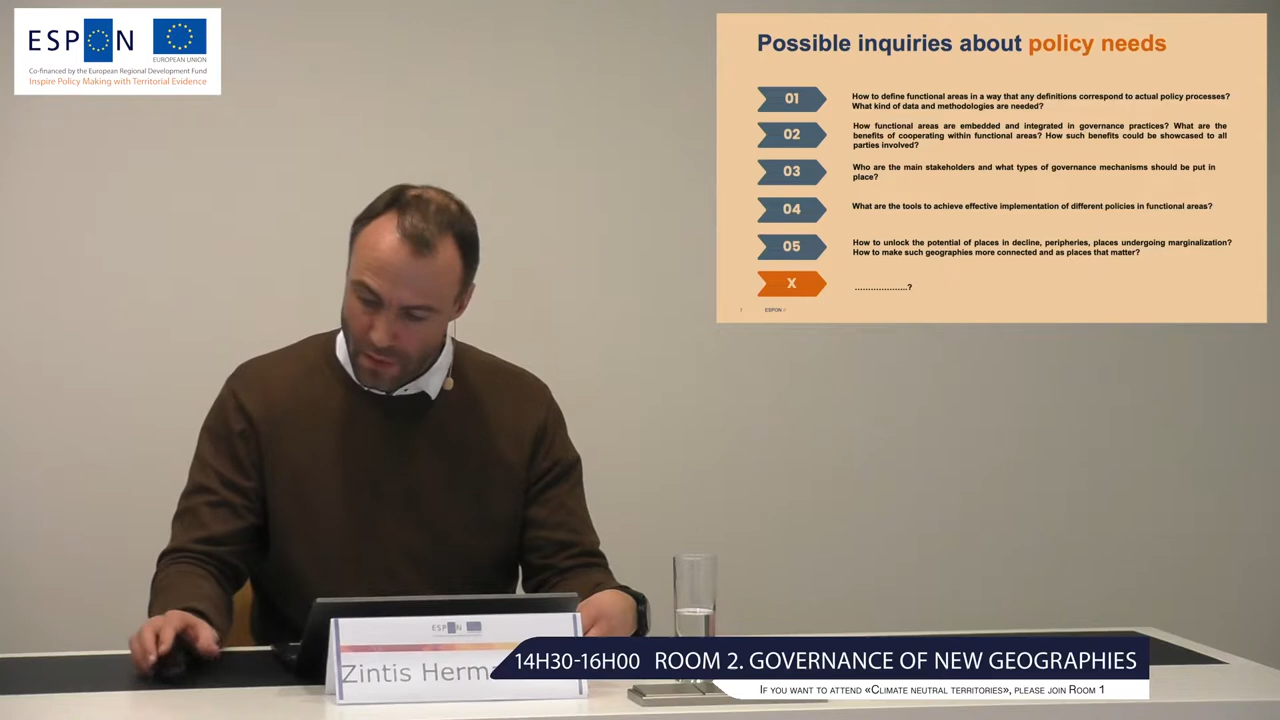 ESPON
EUROPEAN UNION
Co-financed by the European Regional Development Fund
Inspire Policy Making with Territorial Evidence
Possible inquiries about policy needs
01
How to define functional areas in a way that any definitions correspond to actual policy processes?
What kind of data and methodologies are needed?
02
How functional areas are embedded and integrated in governance practices? What are the
benefits of cooperating within functional areas? How such benefits could be showcased to all
parties involved?
03
Who are the main stakeholders and what types of governance mechanisms should be put in
place?
04
What are the tools to achieve effective implementation of different policies in functional areas?
05
How to unlock the potential of places in decline, peripheries, places undergoing marginalization?
How to make such geographies more connected and as places that matter?
X
....................?
ESPON //
ESPON
Zintis Herm
14H30-16H00 ROOM 2. GOVERNANCE OF NEW GEOGRAPHIES
IF YOU WANT TO ATTEND «CLIMATE NEUTRAL TERRITORIES», PLEASE JOIN ROOM 1